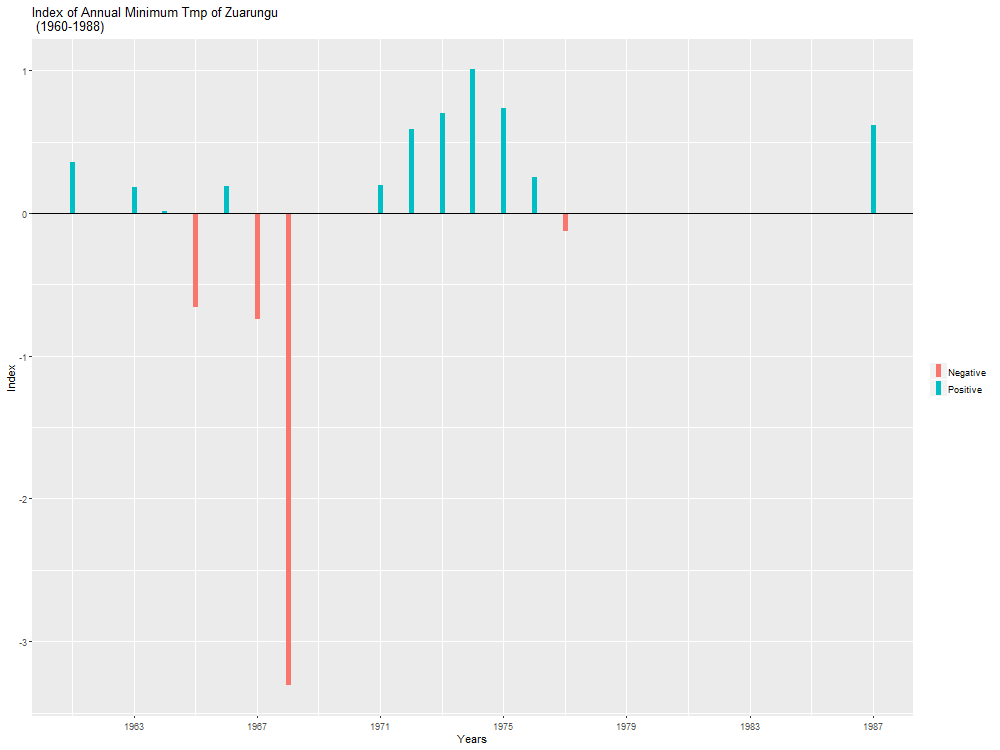 Index of Annual Minimum Tmp of Zuarungu
(1960-1988)
1
0
-1
-2
-3
Index
1963 1967 1971 1975 1979 1983 1987
Years
Negative
Positive